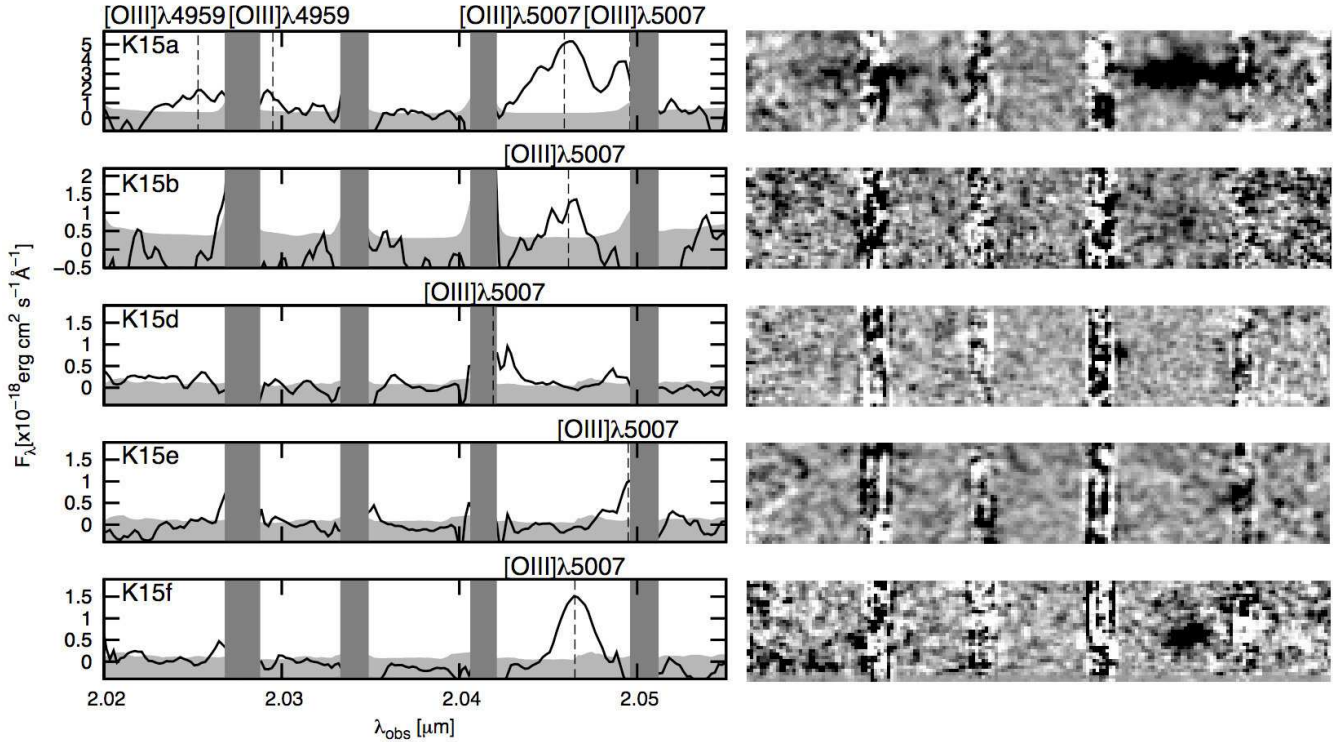 [OIII]λ4959 [OIII]λ4959 [OIII]λ5007 [OIII]λ5007
K15a
5
4
3
2
1
0
[OIII]λ5007
K15b
2
1.5
1
0.5
0
−0.5
[OIII]λ5007
K15d
1.5
1
0.5
0
[OIII]λ5007
K15e
1.5
1
0.5
0
[OIII]λ5007
K15f
1.5
1
0.5
0
2.02 2.03 2.04 2.05
λobs [μm]
Fλ[x10−18erg cm2 s−1Å−1]